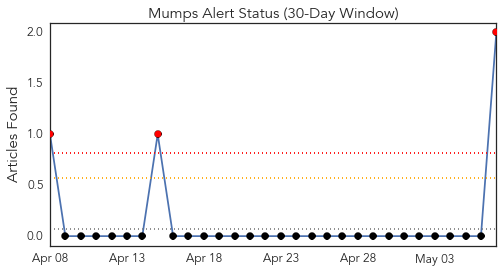 Mumps Alert Status (30-Day Window)
Articles Found
2.0
1.5
1.0
0.5
0.0
Apr 08 Apr 13 Apr 18 Apr 23 Apr 28 May 03